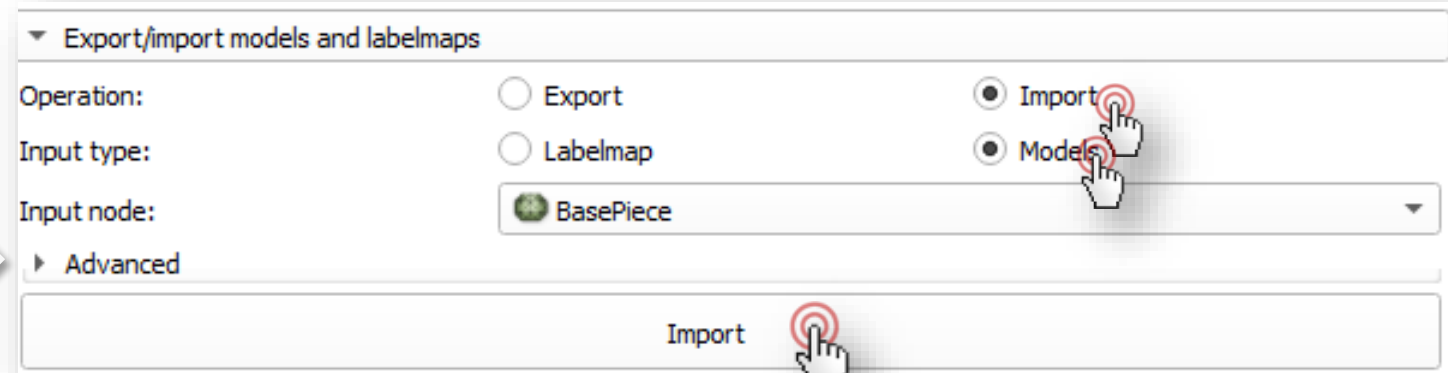 Export/import models and labelmaps
Operation: Export Import
Input type: Labelmap Models
Input node: BasePiece
Advanced
Import